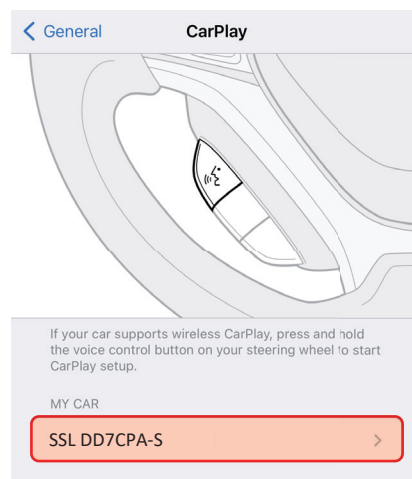 General
CarPlay
If your car supports wireless CarPlay, press and hold
the voice control button on your steering wheel to start
CarPlay setup.
MY CAR
SSL DD7CPA-S